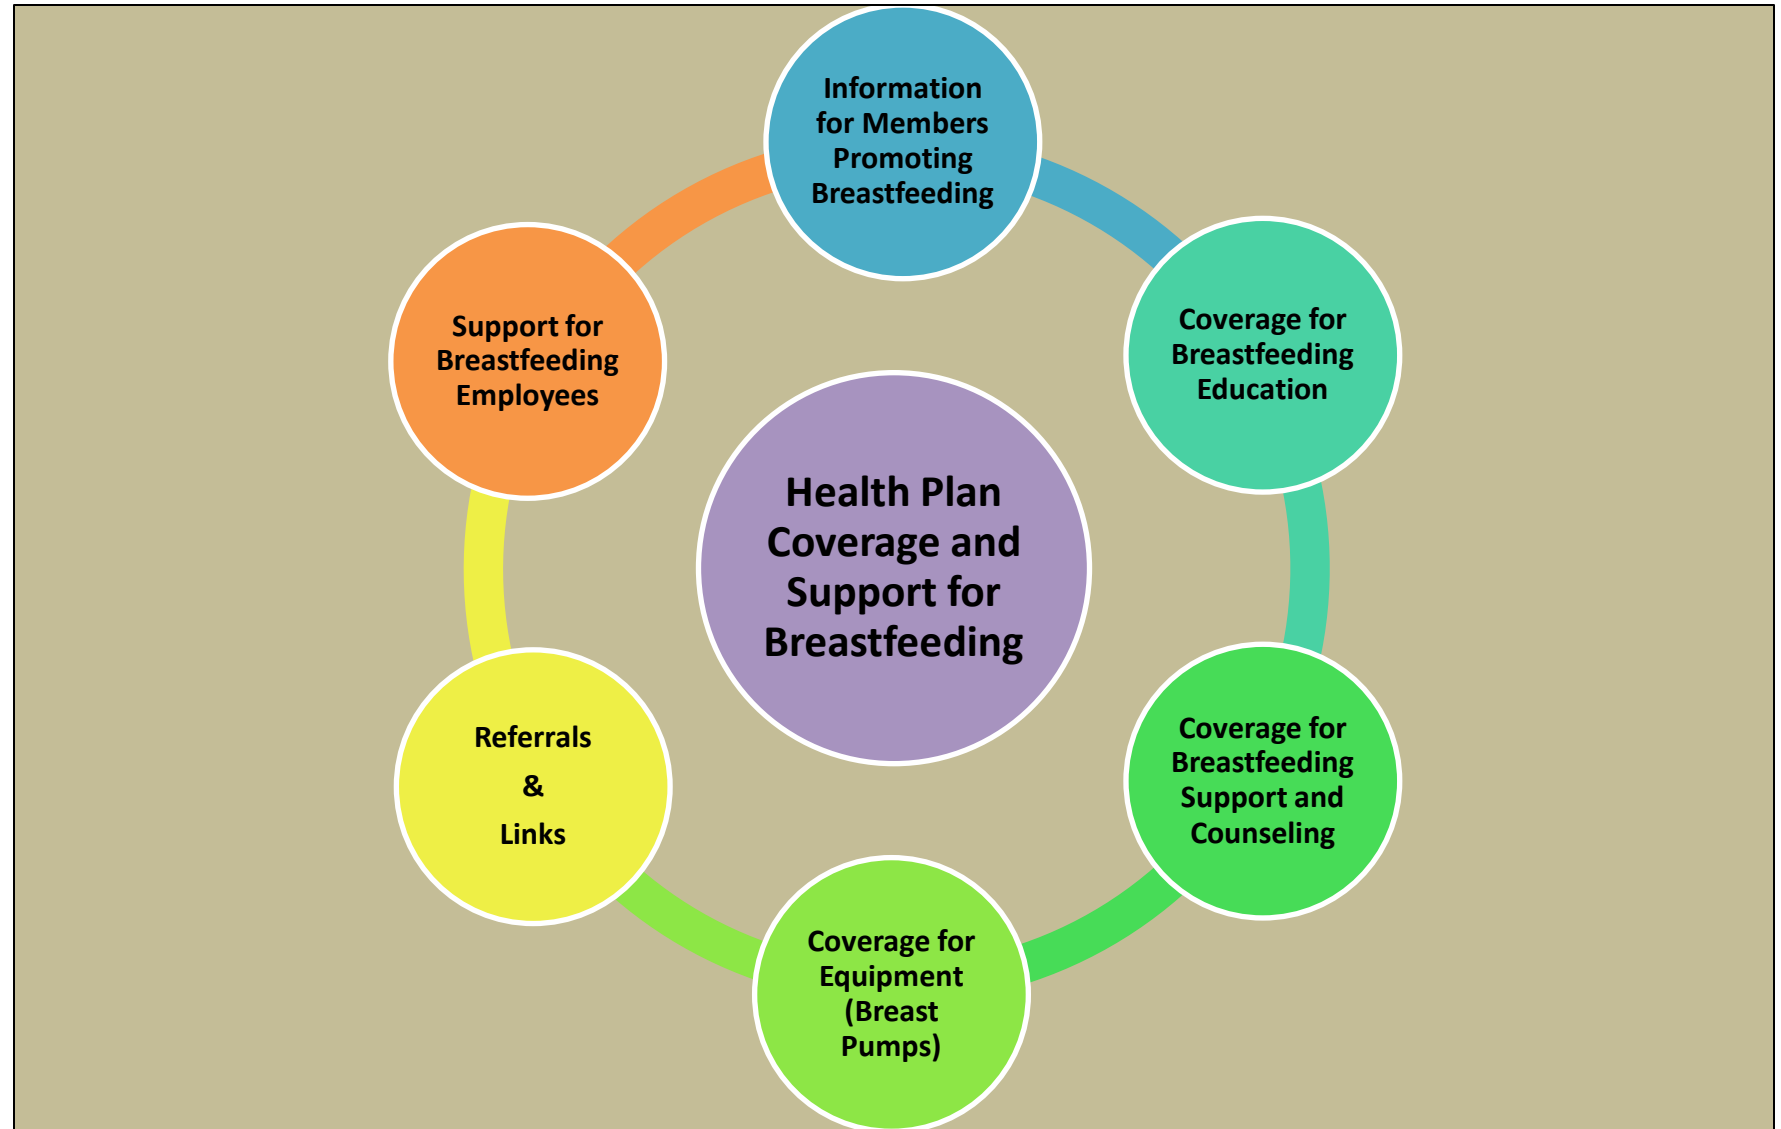 Information
for Members
Promoting
Breastfeeding
Coverage for
Breastfeeding
Education
Coverage for
Breastfeeding
Support and
Counseling
Coverage for
Equipment
(Breast
Pumps)
Referrals
&
Links
Support for
Breastfeeding
Employees
Health Plan
Coverage and
Support for
Breastfeeding